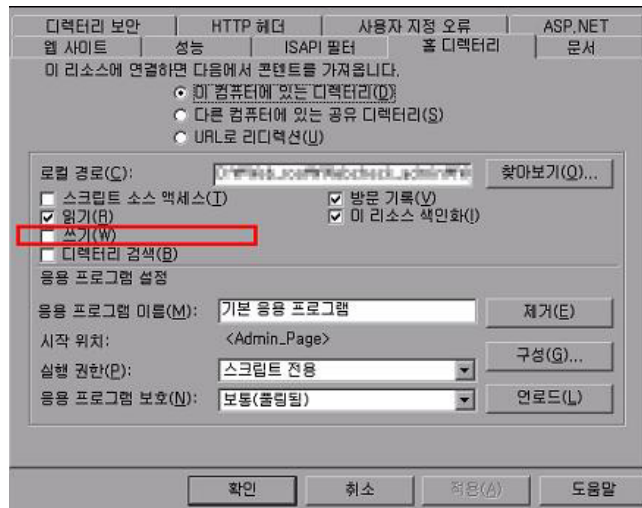 디렉터리 보안 HTTP 헤더 사용자 지정 오류 ASP.NET
웹 사이트 성능 ISAPI 필터 홈 디렉터리 문서
이 리소스에 연결하면 다음에서 콘텐트를 가져옵니다.
이 컴퓨터에 있는 디렉터리(D)
다른 컴퓨터에 있는 공유 디렉터리(S)
URL로 리디렉션(U)
로컬 경로(C): 찾아보기(O)...
스크립트 소스 액세스(T) 방문 기록(V)
읽기(R) 이 리소스 색인화(I)
쓰기(W)
디렉터리 검색(B)
응용 프로그램 설정
응용 프로그램 이름(M): 기본 응용 프로그램 제거(E)
시작 위치: <Admin_Page>
구성(G)...
실행 권한(P): 스크립트 전용
응용 프로그램 보호(N): 보통(풀링됨) 언로드(L)
확인 취소 적용(A) 도움말